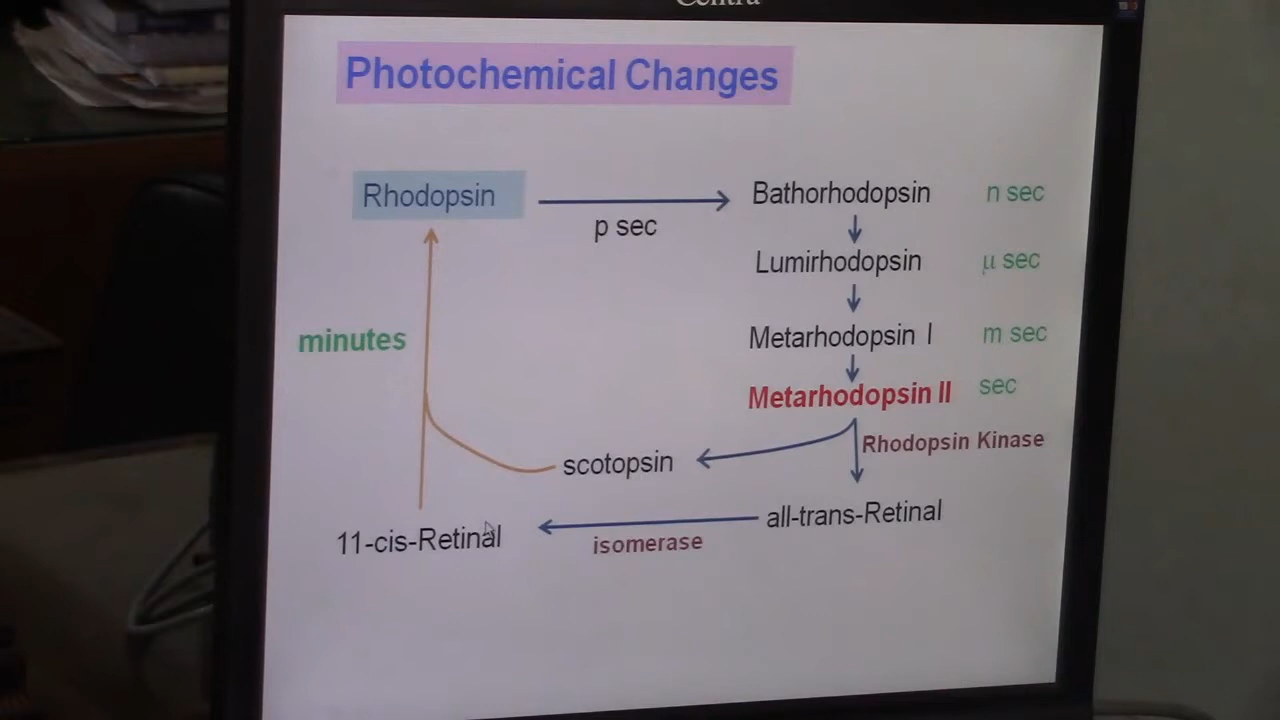 Photochemical Changes
Rhodopsin
p sec
Bathorhodopsin n sec
Lumirhodopsin μ sec
minutes
Metarhodopsin I m sec
Metarhodopsin II sec
Rhodopsin Kinase
scotopsin
all-trans-Retinal
11-cis-Retinal
isomerase